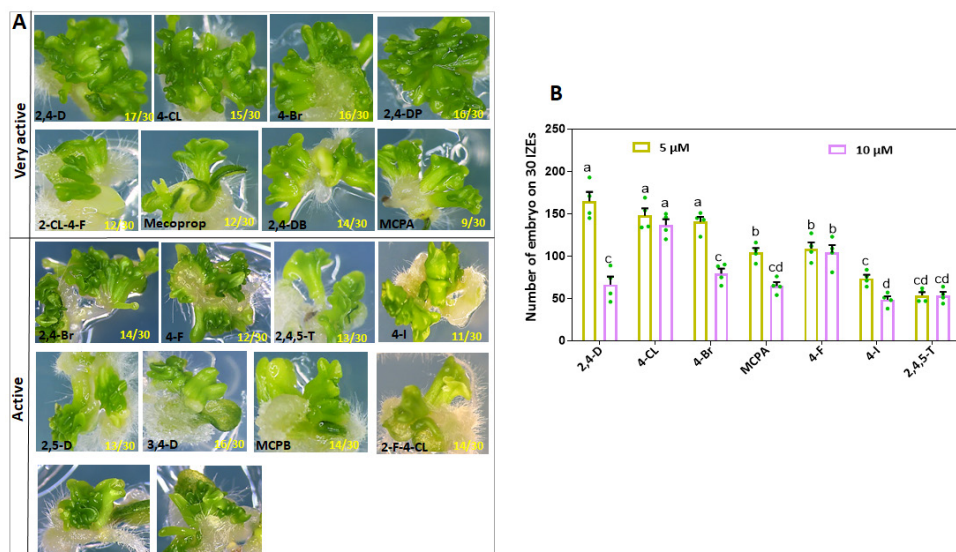 A
Very active
2,4-D 17/30
4-CL 15/30
4-Br 16/30
2,4-DP 16/30
2-CL-4-F 12/30
Mecoprop 12/30
2,4-DB 14/30
MCPA 9/30
Active
2,4-Br 14/30
4-F 12/30
2,4,5-T 13/30
4-I 11/30
2,5-D 13/30
3,4-D 16/30
MCPB 14/30
2-F-4-CL 14/30
B
Number of embryo on 30 IZEs
250
200
150
100
50
0
5 µM
10 µM
a c a a a c b cd b b c d cd cd
2,4-D
4-CL
4-Br
MCPA
4-F
4-I
2,4,5-T